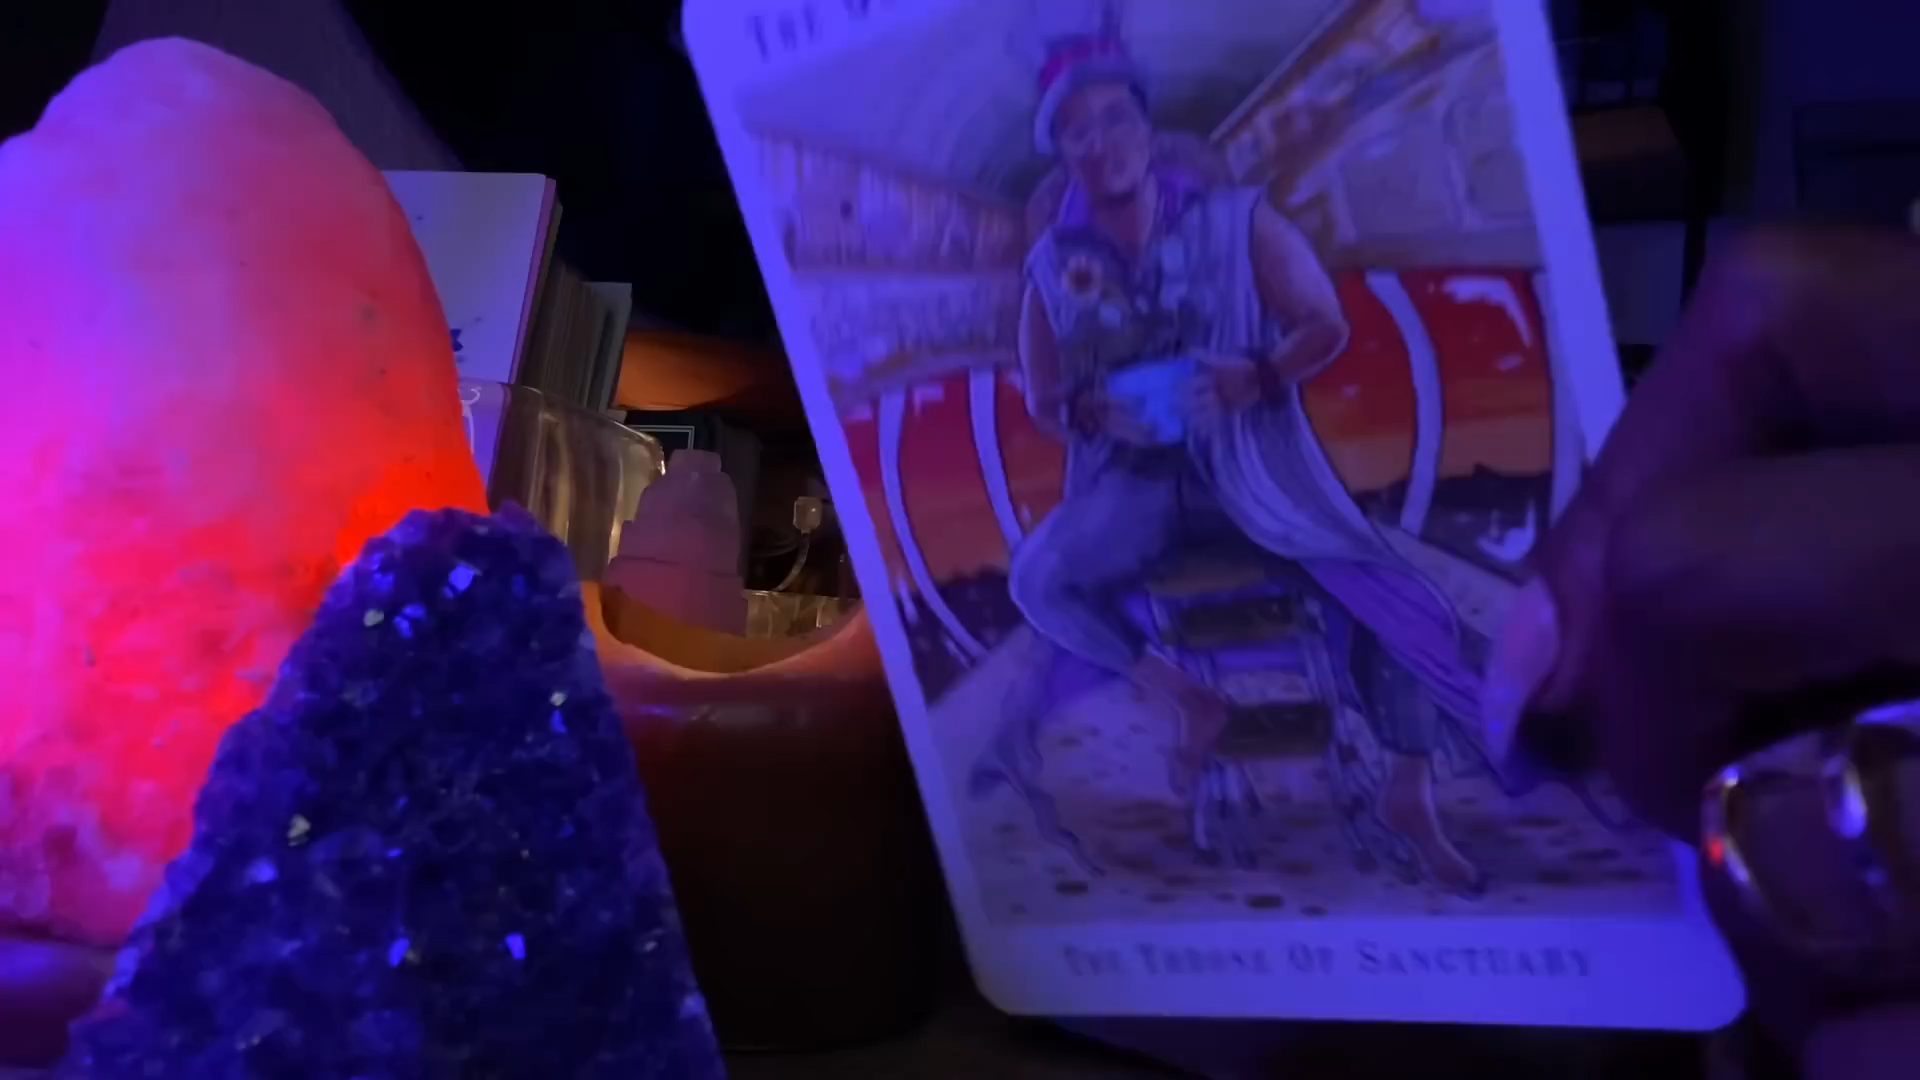 The
The Throne Of Sanctuary